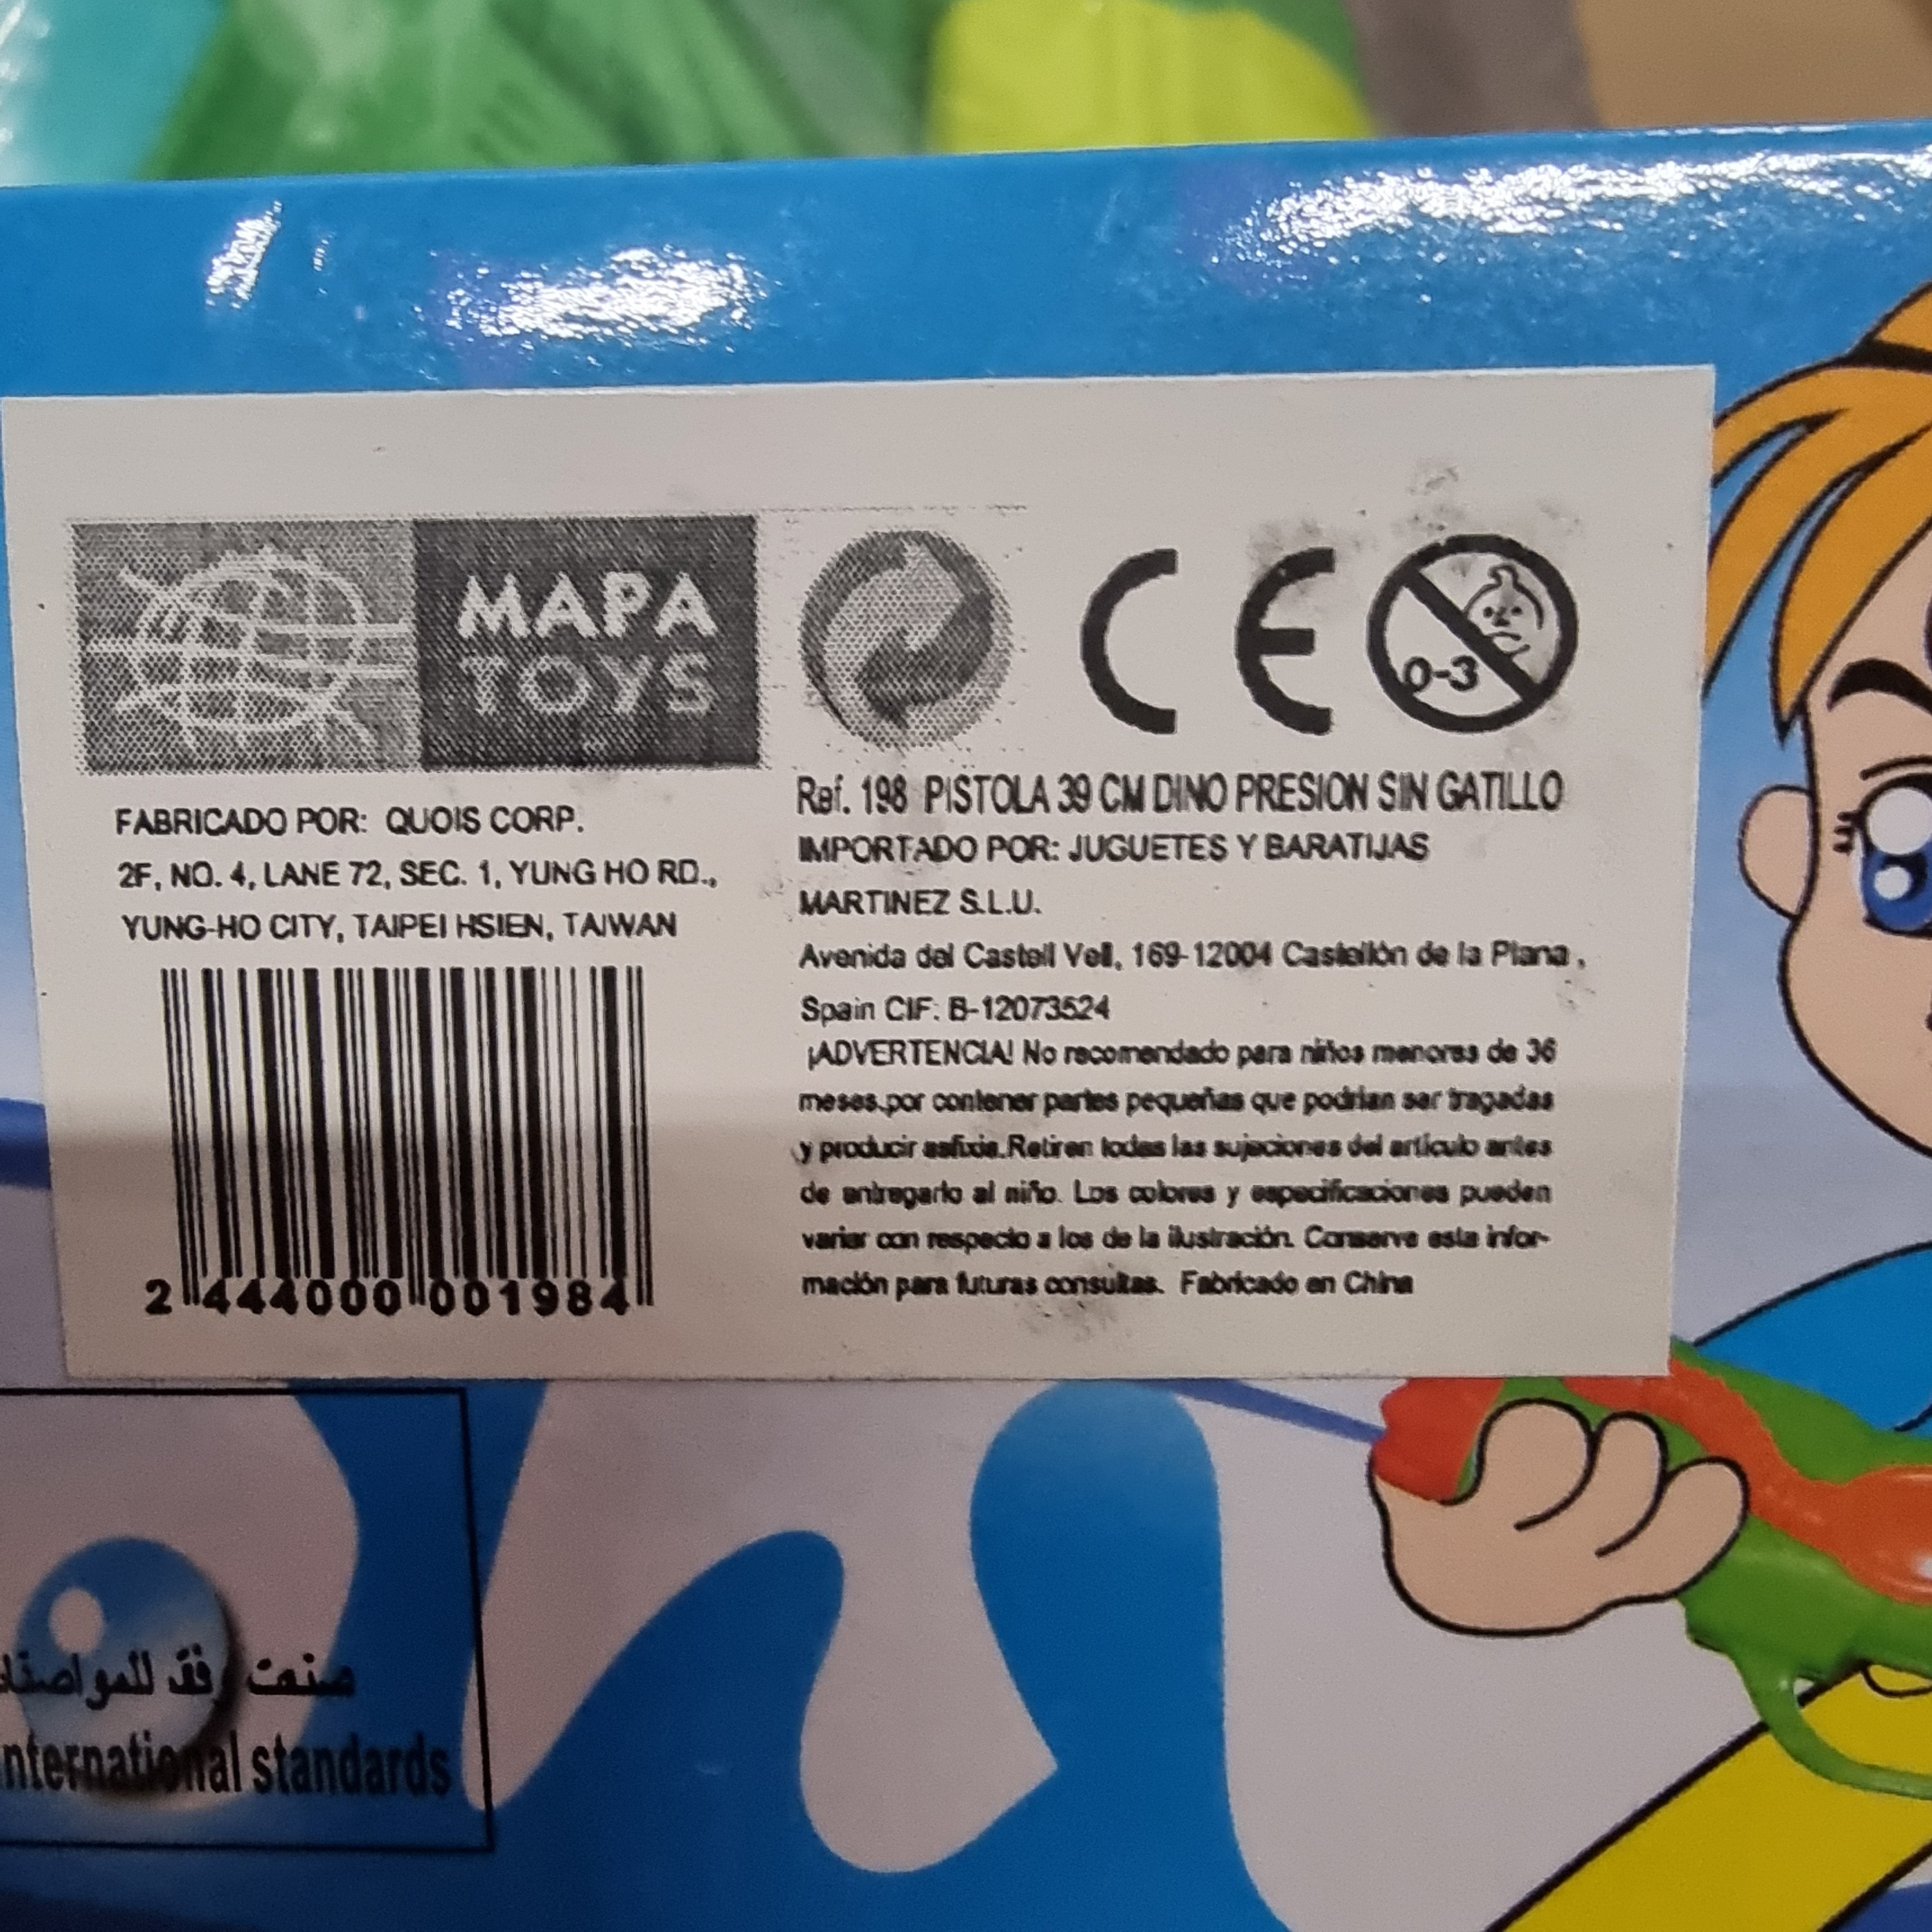 MAPA
TOYS
0-3
FABRICADO POR: QUOIS CORP.
2F, NO. 4, LANE 72, SEC. 1, YUNG HO RD.,
YUNG-HO CITY, TAIPEI HSIEN, TAIWAN
2 444000 001984
Ref. 198 PISTOLA 39 CM DINO PRESION SIN GATILLO
IMPORTADO POR: JUGUETES Y BARATIJAS
MARTINEZ S.L.U.
Avenida del Castell Vell, 169-12004 Castellón de la Plana,
Spain CIF: B-12073524
¡ADVERTENCIA! No recomendado para niños menores de 36
meses.por contener partes pequeñas que podrían ser tragadas
y producir asfixia.Retiren todas las sujeciones del artículo antes
de entregarlo al niño. Los colores y especificaciones pueden
variar con respecto a los de la ilustración. Conserve esta infor-
mación para futuras consultas. Fabricado en China
صنعت وفقا للمواصفات
international standards